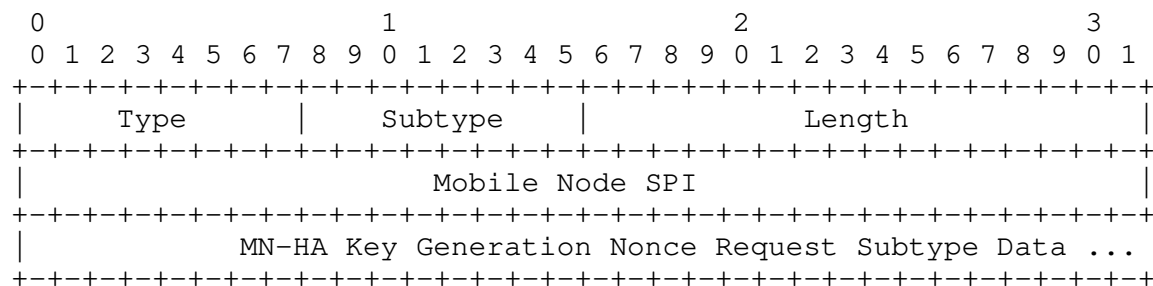 0                   1                   2                   3
 0 1 2 3 4 5 6 7 8 9 0 1 2 3 4 5 6 7 8 9 0 1 2 3 4 5 6 7 8 9 0 1
+-+-+-+-+-+-+-+-+-+-+-+-+-+-+-+-+-+-+-+-+-+-+-+-+-+-+-+-+-+-+-+-+
|     Type      |    Subtype    |            Length             |
+-+-+-+-+-+-+-+-+-+-+-+-+-+-+-+-+-+-+-+-+-+-+-+-+-+-+-+-+-+-+-+-+
|                       Mobile Node SPI                         |
+-+-+-+-+-+-+-+-+-+-+-+-+-+-+-+-+-+-+-+-+-+-+-+-+-+-+-+-+-+-+-+-+
|            MN-HA Key Generation Nonce Request Subtype Data ...
+-+-+-+-+-+-+-+-+-+-+-+-+-+-+-+-+-+-+-+-+-+-+-+-+-+-+-+-+-+-+-+-+